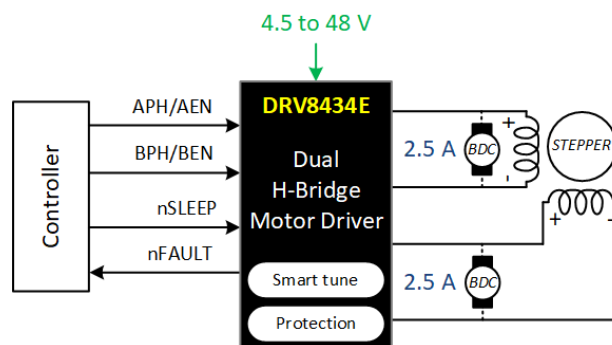 4.5 to 48 V
Controller
APH/AEN
BPH/BEN
nSLEEP
nFAULT
DRV8434E
Dual
H-Bridge
Motor Driver
Smart tune
Protection
2.5 A
BDC
+
-
STEPPER
+
-
2.5 A
BDC